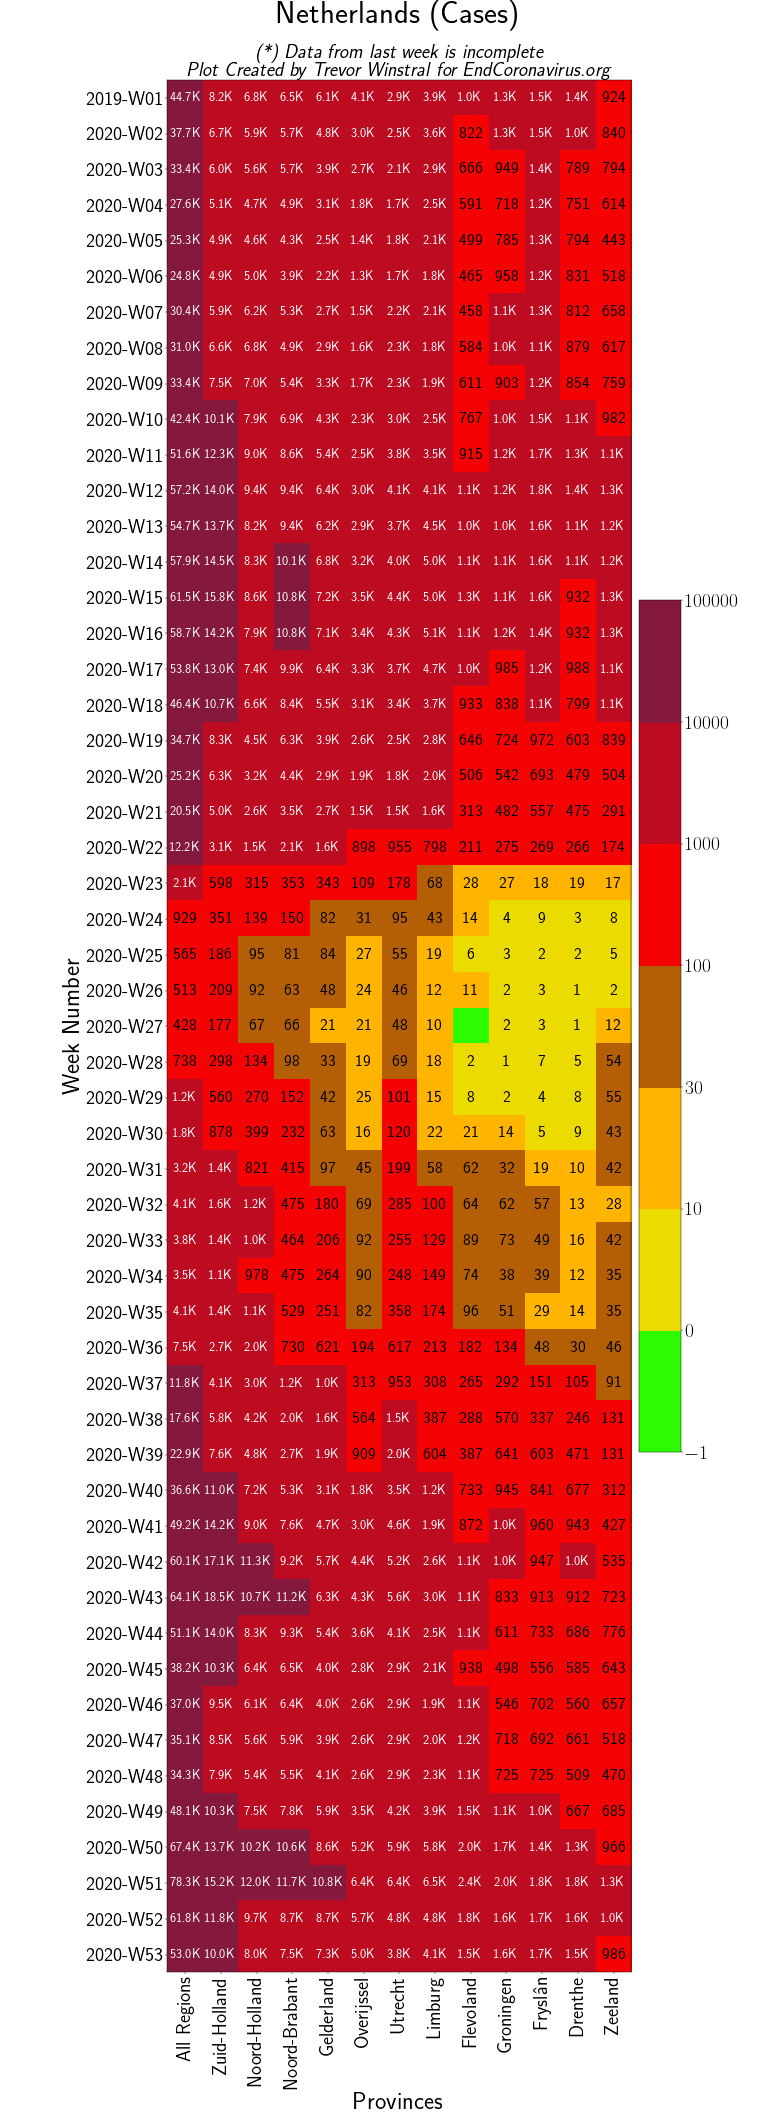 Netherlands (Cases)
(*) Data from last week is incomplete
Plot Created by Trevor Winstral for EndCoronavirus.org
2019-W01 44.7K 8.2K 6.8K 6.5K 6.1K 4.1K 2.9K 3.9K 1.0K 1.3K 1.5K 1.4K 924
2020-W02 37.7K 6.7K 5.9K 5.7K 4.8K 3.0K 2.5K 3.6K 822 1.3K 1.5K 1.0K 840
2020-W03 33.4K 6.0K 5.6K 5.7K 3.9K 2.7K 2.1K 2.9K 666 949 1.4K 789 794
2020-W04 27.6K 5.1K 4.7K 4.9K 3.1K 1.8K 1.7K 2.5K 591 718 1.2K 751 614
2020-W05 25.3K 4.9K 4.6K 4.3K 2.5K 1.4K 1.8K 2.1K 499 785 1.3K 794 443
2020-W06 24.8K 4.9K 5.0K 3.9K 2.2K 1.3K 1.7K 1.8K 465 958 1.2K 831 518
2020-W07 30.4K 5.9K 6.2K 5.3K 2.7K 1.5K 2.2K 2.1K 458 1.1K 1.3K 812 658
2020-W08 31.0K 6.6K 6.8K 4.9K 2.9K 1.6K 2.3K 1.8K 584 1.0K 1.1K 879 617
2020-W09 33.4K 7.5K 7.0K 5.4K 3.3K 1.7K 2.3K 1.9K 611 903 1.2K 854 759
2020-W10 42.4K 10.1K 7.9K 6.9K 4.3K 2.3K 3.0K 2.5K 767 1.0K 1.5K 1.1K 982
2020-W11 51.6K 12.3K 9.0K 8.6K 5.4K 2.5K 3.8K 3.5K 915 1.2K 1.7K 1.3K 1.1K
2020-W12 57.2K 14.0K 9.4K 9.4K 6.4K 3.0K 4.1K 4.1K 1.1K 1.2K 1.8K 1.4K 1.3K
2020-W13 54.7K 13.7K 8.2K 9.4K 6.2K 2.9K 3.7K 4.5K 1.0K 1.0K 1.6K 1.1K 1.2K
2020-W14 57.9K 14.5K 8.3K 10.1K 6.8K 3.2K 4.0K 5.0K 1.1K 1.1K 1.6K 1.1K 1.2K
2020-W15 61.5K 15.8K 8.6K 10.8K 7.2K 3.5K 4.4K 5.0K 1.3K 1.1K 1.6K 932 1.3K
2020-W16 58.7K 14.2K 7.9K 10.8K 7.1K 3.4K 4.3K 5.1K 1.1K 1.2K 1.4K 932 1.3K
2020-W17 53.8K 13.0K 7.4K 9.9K 6.4K 3.3K 3.7K 4.7K 1.0K 985 1.2K 988 1.1K
2020-W18 46.4K 10.7K 6.6K 8.4K 5.5K 3.1K 3.4K 3.7K 933 838 1.1K 799 1.1K
2020-W19 34.7K 8.3K 4.5K 6.3K 3.9K 2.6K 2.5K 2.8K 646 724 972 603 839
2020-W20 25.2K 6.3K 3.2K 4.4K 2.9K 1.9K 1.8K 2.0K 506 542 693 479 504
2020-W21 20.5K 5.0K 2.6K 3.5K 2.7K 1.5K 1.5K 1.6K 313 482 557 475 291
2020-W22 12.2K 3.1K 1.5K 2.1K 1.6K 898 955 798 211 275 269 266 174
2020-W23 2.1K 598 315 353 343 109 178 68 28 27 18 19 17
2020-W24 929 351 139 150 82 31 95 43 14 4 9 3 8
2020-W25 565 186 95 81 84 27 55 19 6 3 2 2 5
2020-W26 513 209 92 63 48 24 46 12 11 2 3 1 2
2020-W27 428 177 67 66 21 21 48 10 2 3 1 12
2020-W28 738 298 134 98 33 19 69 18 2 1 7 5 54
2020-W29 1.2K 560 270 152 42 25 101 15 8 2 4 8 55
2020-W30 1.8K 878 399 232 63 16 120 22 21 14 5 9 43
2020-W31 3.2K 1.4K 821 415 97 45 199 58 62 32 19 10 42
2020-W32 4.1K 1.6K 1.2K 475 180 69 285 100 64 62 57 13 28
2020-W33 3.8K 1.4K 1.0K 464 206 92 255 129 89 73 49 16 42
2020-W34 3.5K 1.1K 978 475 264 90 248 149 74 38 39 12 35
2020-W35 4.1K 1.4K 1.1K 529 251 82 358 174 96 51 29 14 35
2020-W36 7.5K 2.7K 2.0K 730 621 194 617 213 182 134 48 30 46
2020-W37 11.8K 4.1K 3.0K 1.2K 1.0K 313 953 308 265 292 151 105 91
2020-W38 17.6K 5.8K 4.2K 2.0K 1.6K 564 1.5K 387 288 570 337 246 131
2020-W39 22.9K 7.6K 4.8K 2.7K 1.9K 909 2.0K 604 387 641 603 471 131
2020-W40 36.6K 11.0K 7.2K 5.3K 3.1K 1.8K 3.5K 1.2K 733 945 841 677 312
2020-W41 49.2K 14.2K 9.0K 7.6K 4.7K 3.0K 4.6K 1.9K 872 1.0K 960 943 427
2020-W42 60.1K 17.1K 11.3K 9.2K 5.7K 4.4K 5.2K 2.6K 1.1K 1.0K 947 1.0K 535
2020-W43 64.1K 18.5K 10.7K 11.2K 6.3K 4.3K 5.6K 3.0K 1.1K 833 913 912 723
2020-W44 51.1K 14.0K 8.3K 9.3K 5.4K 3.6K 4.1K 2.5K 1.1K 611 733 686 776
2020-W45 38.2K 10.3K 6.4K 6.5K 4.0K 2.8K 2.9K 2.1K 938 498 556 585 643
2020-W46 37.0K 9.5K 6.1K 6.4K 4.0K 2.6K 2.9K 1.9K 1.1K 546 702 560 657
2020-W47 35.1K 8.5K 5.6K 5.9K 3.9K 2.6K 2.9K 2.0K 1.2K 718 692 661 518
2020-W48 34.3K 7.9K 5.4K 5.5K 4.1K 2.6K 2.9K 2.3K 1.1K 725 725 509 470
2020-W49 48.1K 10.3K 7.5K 7.8K 5.9K 3.5K 4.2K 3.9K 1.5K 1.1K 1.0K 667 685
2020-W50 67.4K 13.7K 10.2K 10.6K 8.6K 5.2K 5.9K 5.8K 2.0K 1.7K 1.4K 1.3K 966
2020-W51 78.3K 15.2K 12.0K 11.7K 10.8K 6.4K 6.4K 6.5K 2.4K 2.0K 1.8K 1.8K 1.3K
2020-W52 61.8K 11.8K 9.7K 8.7K 8.7K 5.7K 4.8K 4.8K 1.8K 1.6K 1.7K 1.6K 1.0K
2020-W53 53.0K 10.0K 8.0K 7.5K 7.3K 5.0K 3.8K 4.1K 1.5K 1.6K 1.7K 1.5K 986
Week Number
All Regions
Zuid-Holland
Noord-Holland
Noord-Brabant
Gelderland
Overijssel
Utrecht
Limburg
Flevoland
Groningen
Fryslân
Drenthe
Zeeland
Provinces
100000
10000
1000
100
30
10
0
−1